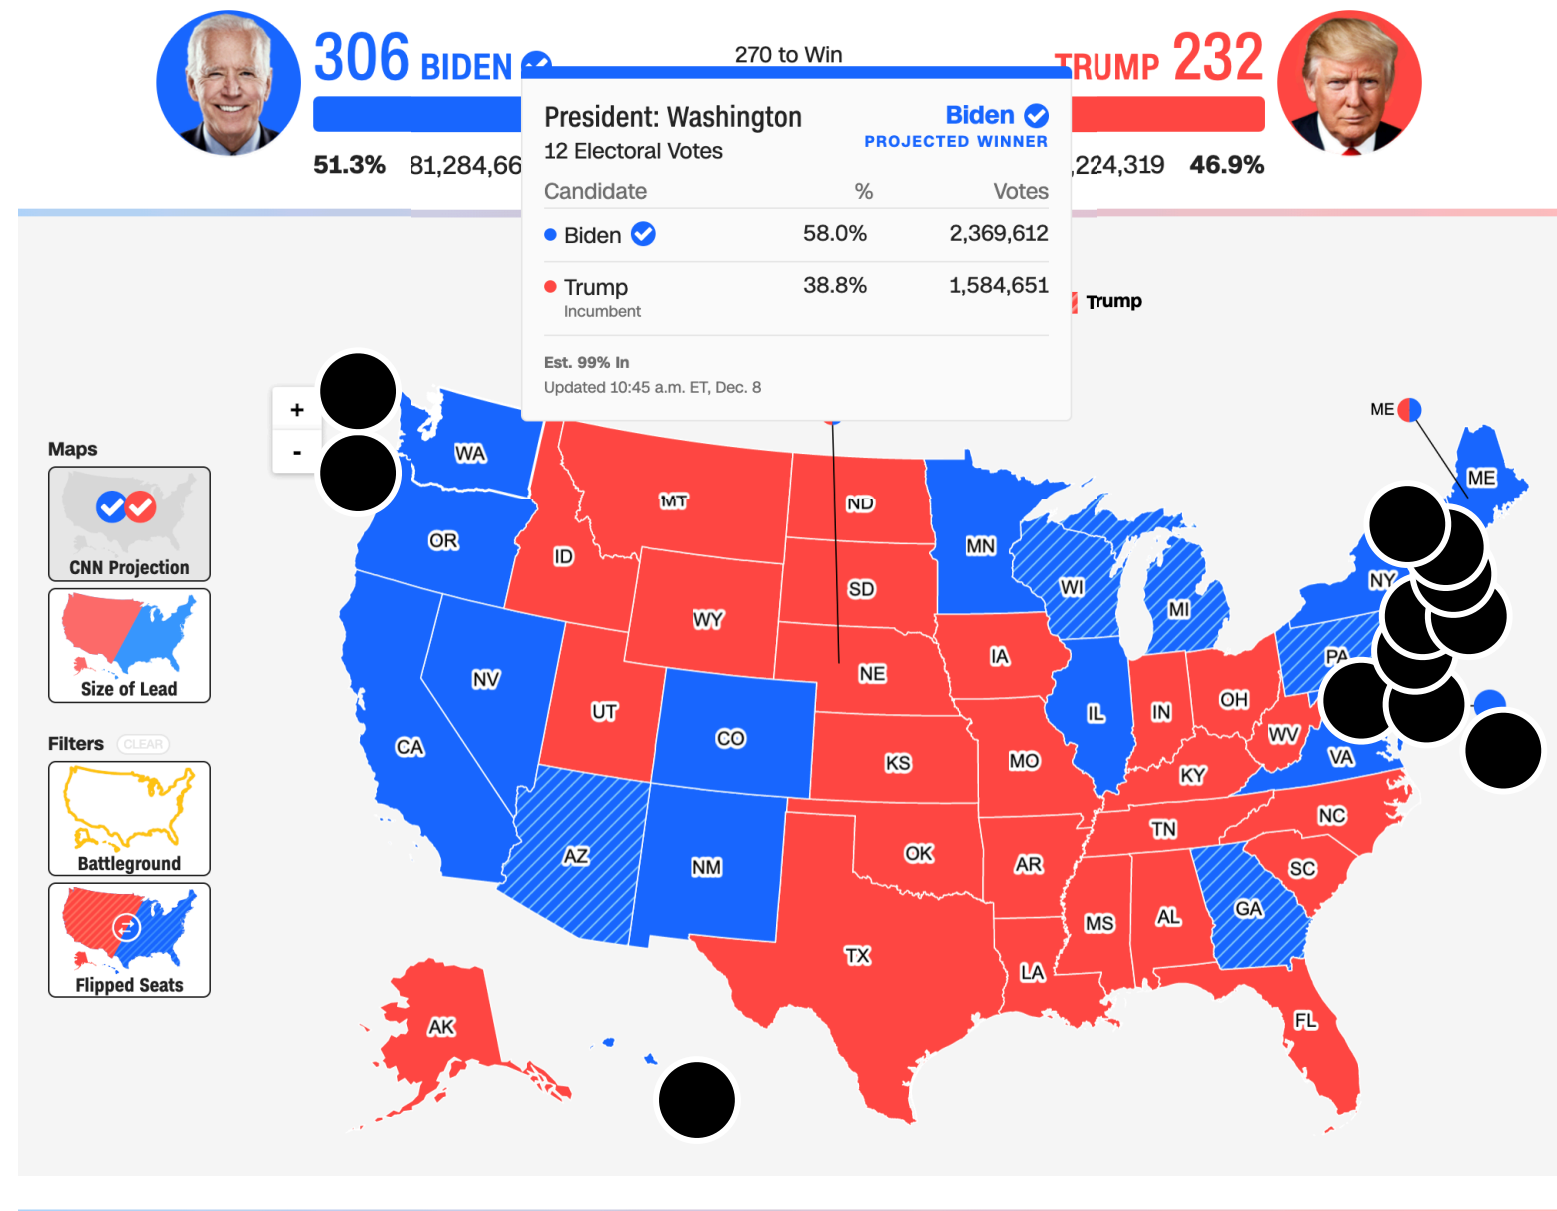 306 BIDEN
270 to Win
TRUMP 232
51.3% 81,284,66
,224,319 46.9%
President: Washington
Biden
12 Electoral Votes
PROJECTED WINNER
Candidate % Votes
Biden 58.0% 2,369,612
Trump 38.8% 1,584,651
Incumbent
Est. 99% In
Updated 10:45 a.m. ET, Dec. 8
Trump
+
-
Maps
CNN Projection
Size of Lead
Filters CLEAR
Battleground
Flipped Seats
ME
WA
MT
ND
ME
OR
ID
MN
SD
WI
MI
NY
WY
IA
PA
NV
NE
UT
CO
IL
IN
OH
WV
CA
KS
MO
KY
VA
AZ
NM
OK
AR
TN
NC
SC
TX
LA
MS
AL
GA
AK
FL